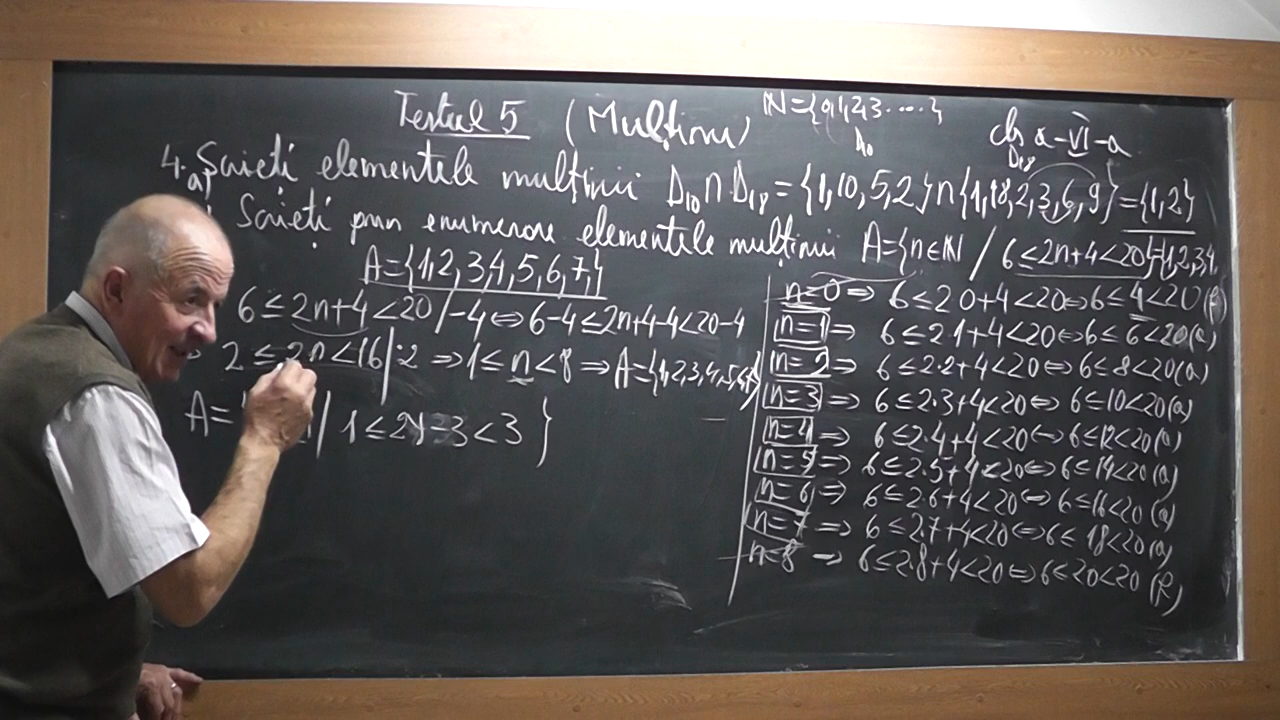 Testul 5 (Mulțimi)
N={0,1,2,3....}
cls a-VI-a
D10
D18
4. Scrieți elementele mulțimii D10 ∩ D18 = {1,10,5,2} ∩ {1,18,2,3,6,9} = {1,2}
a)
Scrieți prin enumerare elementele mulțimii A={n∈N / 6≤2n+4<20}={1,2,3,4,
A={1,2,3,4,5,6,7,}
6≤2n+4<20 /-4 ⇔ 6-4≤2n+4-4<20-4
2≤2n<16 |:2 ⇒ 1≤n<8 ⇒ A={1,2,3,4,5,6,7}
A= | 1≤2 -3<3 }
n=0 ⇒ 6≤2·0+4<20 ⇔ 6≤4<20 (F)
n=1 ⇒ 6≤2·1+4<20 ⇔ 6≤6<20 (a)
n=2 ⇒ 6≤2·2+4<20 ⇔ 6≤8<20 (a)
n=3 ⇒ 6≤2·3+4<20 ⇔ 6≤10<20 (a)
n=4 ⇒ 6≤2·4+4<20 ⇔ 6≤12<20 (a)
n=5 ⇒ 6≤2·5+4<20 ⇔ 6≤14<20 (a)
n=6 ⇒ 6≤2·6+4<20 ⇔ 6≤16<20 (a)
n=7 ⇒ 6≤2·7+4<20 ⇔ 6≤18<20 (a)
n=8 ⇒ 6≤2·8+4<20 ⇔ 6≤20<20 (F)